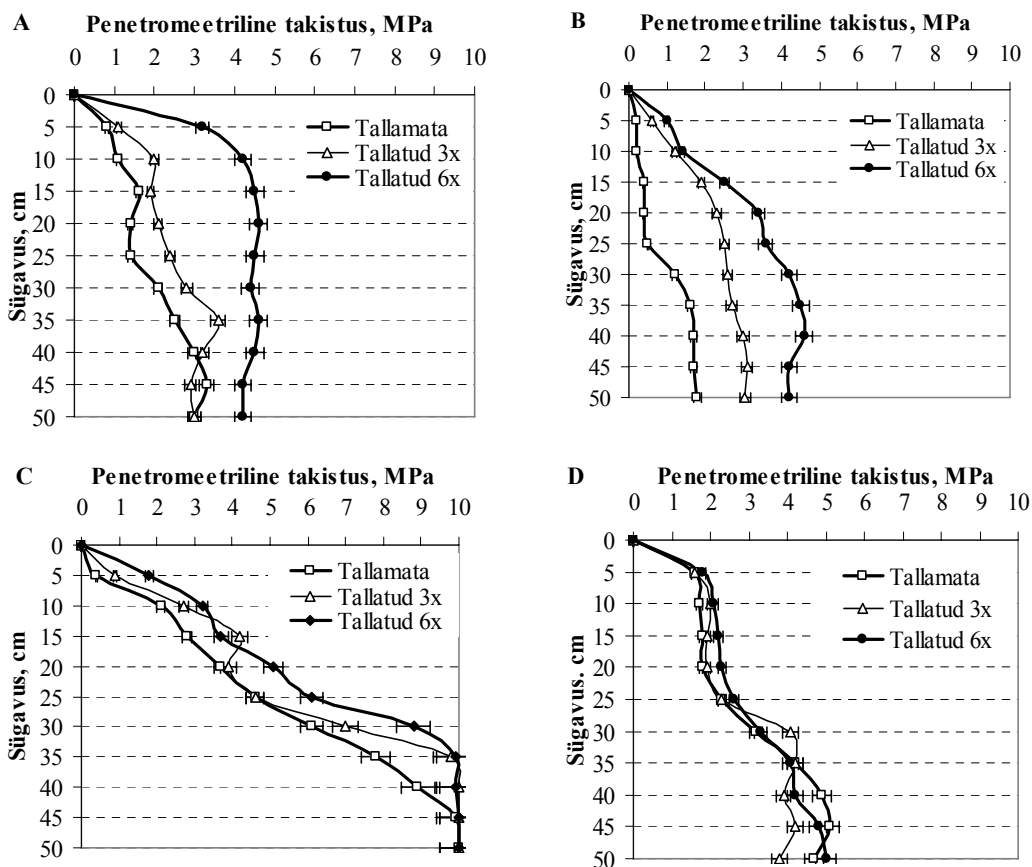 A
Penetromeetriline takistus, MPa
0 1 2 3 4 5 6 7 8 9 10
0
5
10
15
20
25
30
35
40
45
50
Sügavus, cm
Tallamata
Tallatud 3x
Tallatud 6x
B
Penetromeetriline takistus, MPa
0 1 2 3 4 5 6 7 8 9 10
0
5
10
15
20
25
30
35
40
45
50
Sügavus, cm
Tallamata
Tallatud 3x
Tallatud 6x
C
Penetromeetriline takistus, MPa
0 1 2 3 4 5 6 7 8 9 10
0
5
10
15
20
25
30
35
40
45
50
Sügavus, cm
Tallamata
Tallatud 3x
Tallatud 6x
D
Penetromeetriline takistus, MPa
0 1 2 3 4 5 6 7 8 9 10
0
5
10
15
20
25
30
35
40
45
50
Sügavus. cm
Tallamata
Tallatud 3x
Tallatud 6x